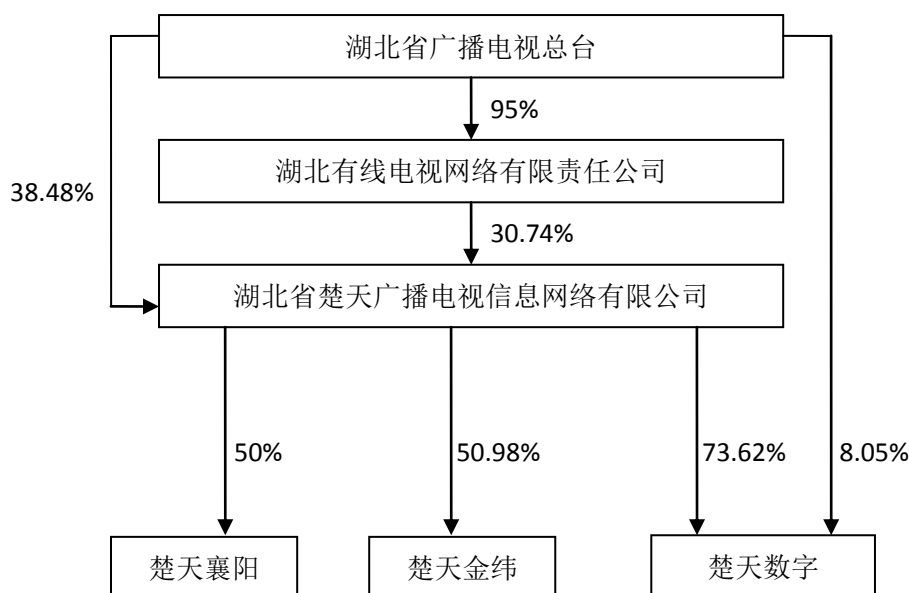 湖北省广播电视总台
95%
湖北有线电视网络有限责任公司
38.48%
30.74%
湖北省楚天广播电视信息网络有限公司
50%
50.98%
73.62%
8.05%
楚天襄阳
楚天金纬
楚天数字